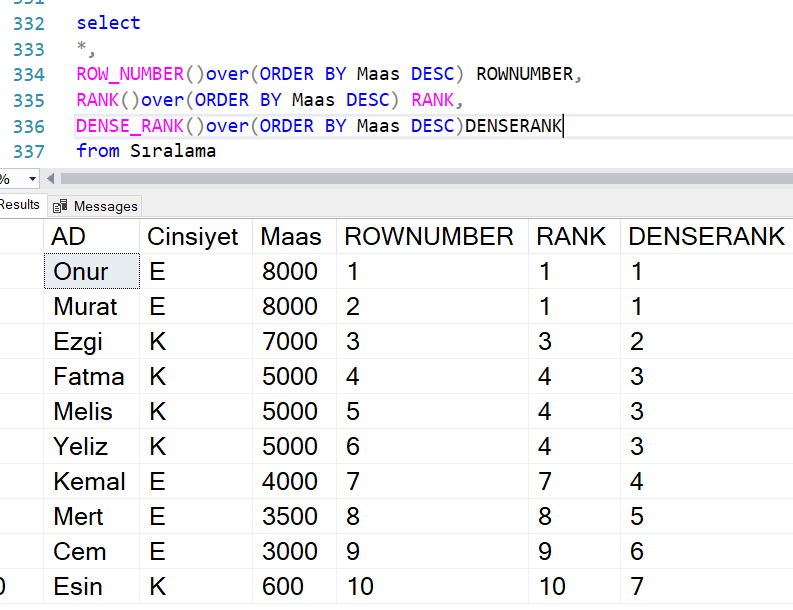 332 select
333 *,
334 ROW_NUMBER()over(ORDER BY Maas DESC) ROWNUMBER,
335 RANK()over(ORDER BY Maas DESC) RANK,
336 DENSE_RANK()over(ORDER BY Maas DESC)DENSERANK
337 from Sıralama
%
Results Messages
AD Cinsiyet Maas ROWNUMBER RANK DENSERANK
Onur E 8000 1 1 1
Murat E 8000 2 1 1
Ezgi K 7000 3 3 2
Fatma K 5000 4 4 3
Melis K 5000 5 4 3
Yeliz K 5000 6 4 3
Kemal E 4000 7 7 4
Mert E 3500 8 8 5
Cem E 3000 9 9 6
0 Esin K 600 10 10 7